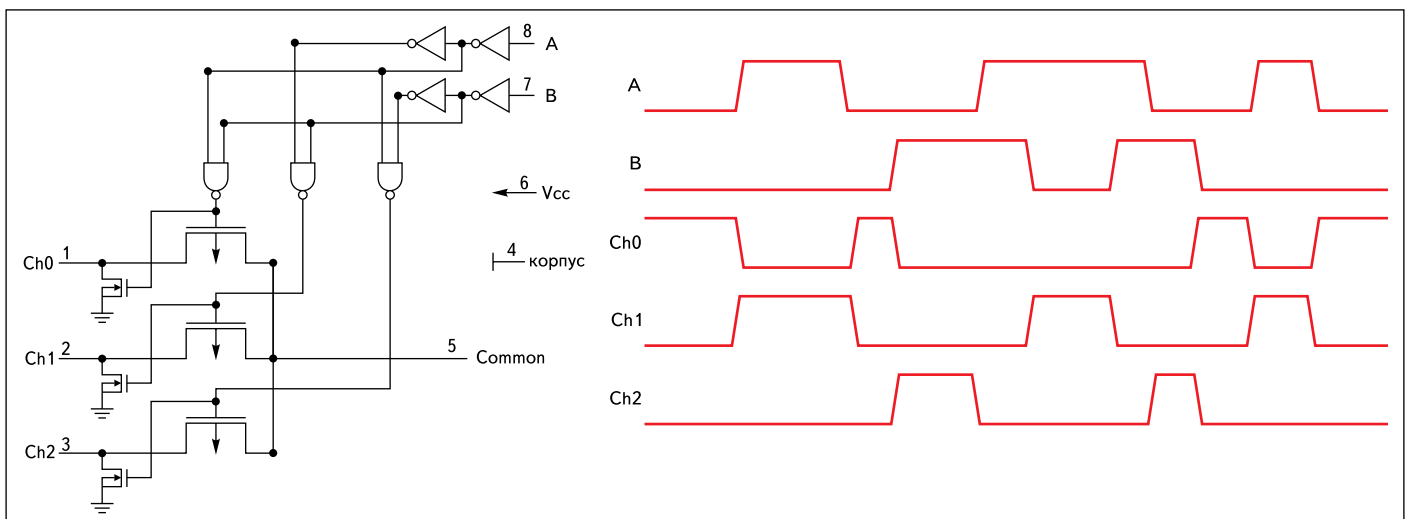 8 A
7 B
6 Vcc
4 корпус
Ch0 1
Ch1 2
5 Common
Ch2 3
A
B
Ch0
Ch1
Ch2